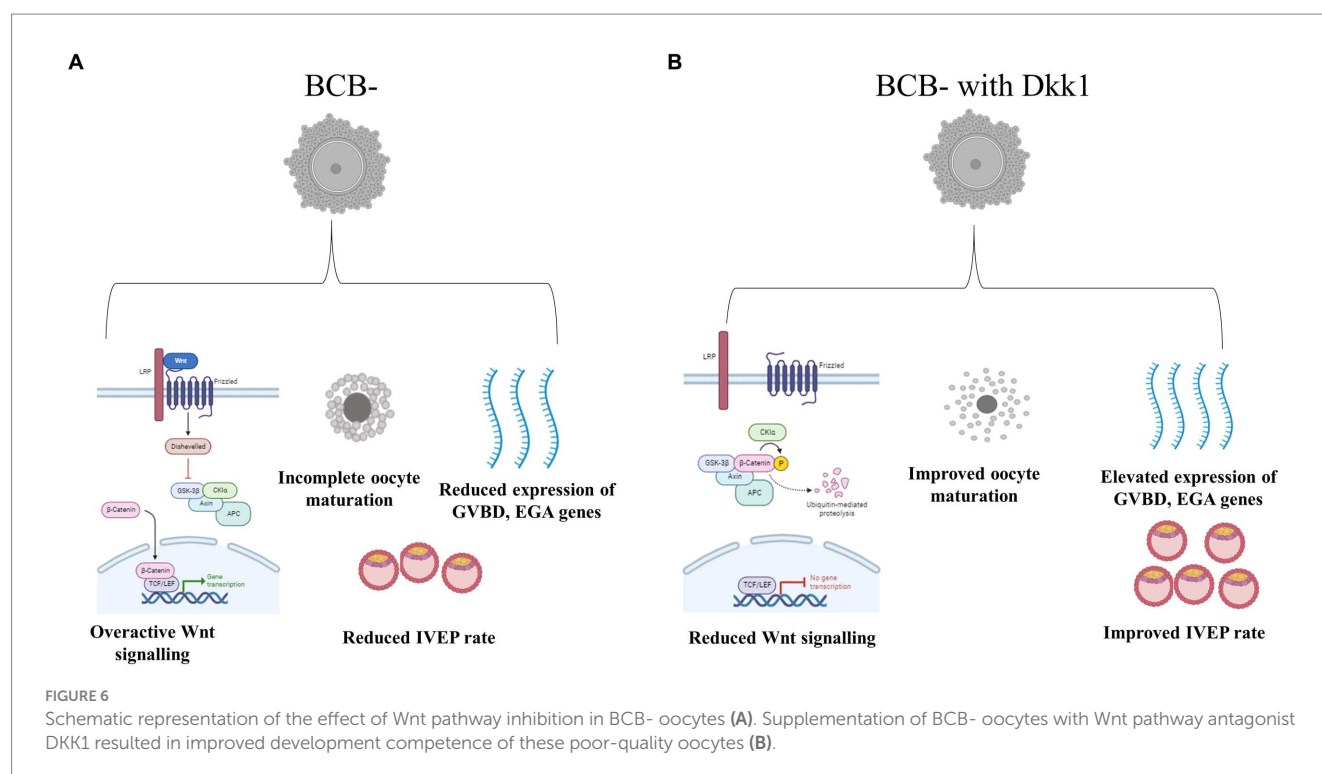 A
BCB-
LRP
Wnt
Frizzled
Dishevelled
GSK-3β
CKlα
Axin
APC
β-Catenin
β-Catenin
TCF/LEF
Gene
transcription
Overactive Wnt
signalling
Incomplete oocyte
maturation
Reduced expression of
GVBD, EGA genes
Reduced IVEP rate
B
BCB- with Dkk1
LRP
Frizzled
CKlα
GSK-3β
β-Catenin
P
Axin
APC
Ubiquitin-mediated
proteolysis
TCF/LEF
No gene
transcription
Reduced Wnt signalling
Improved oocyte
maturation
Elevated expression of
GVBD, EGA genes
Improved IVEP rate
FIGURE 6
Schematic representation of the effect of Wnt pathway inhibition in BCB- oocytes (A). Supplementation of BCB- oocytes with Wnt pathway antagonist
DKK1 resulted in improved development competence of these poor-quality oocytes (B).